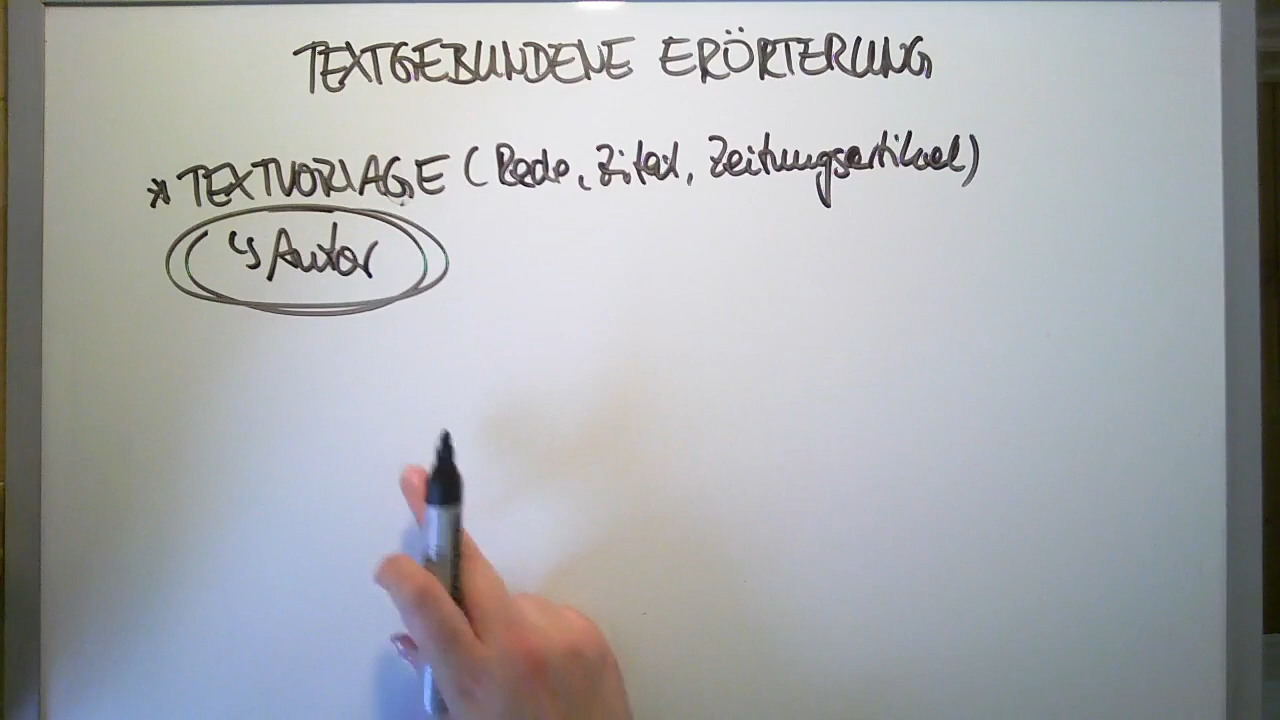 TEXTGEBUNDENE ERÖRTERUNG
* TEXTVORLAGE (Rede, Zitat, Zeitungsartikel)
↳ Autor